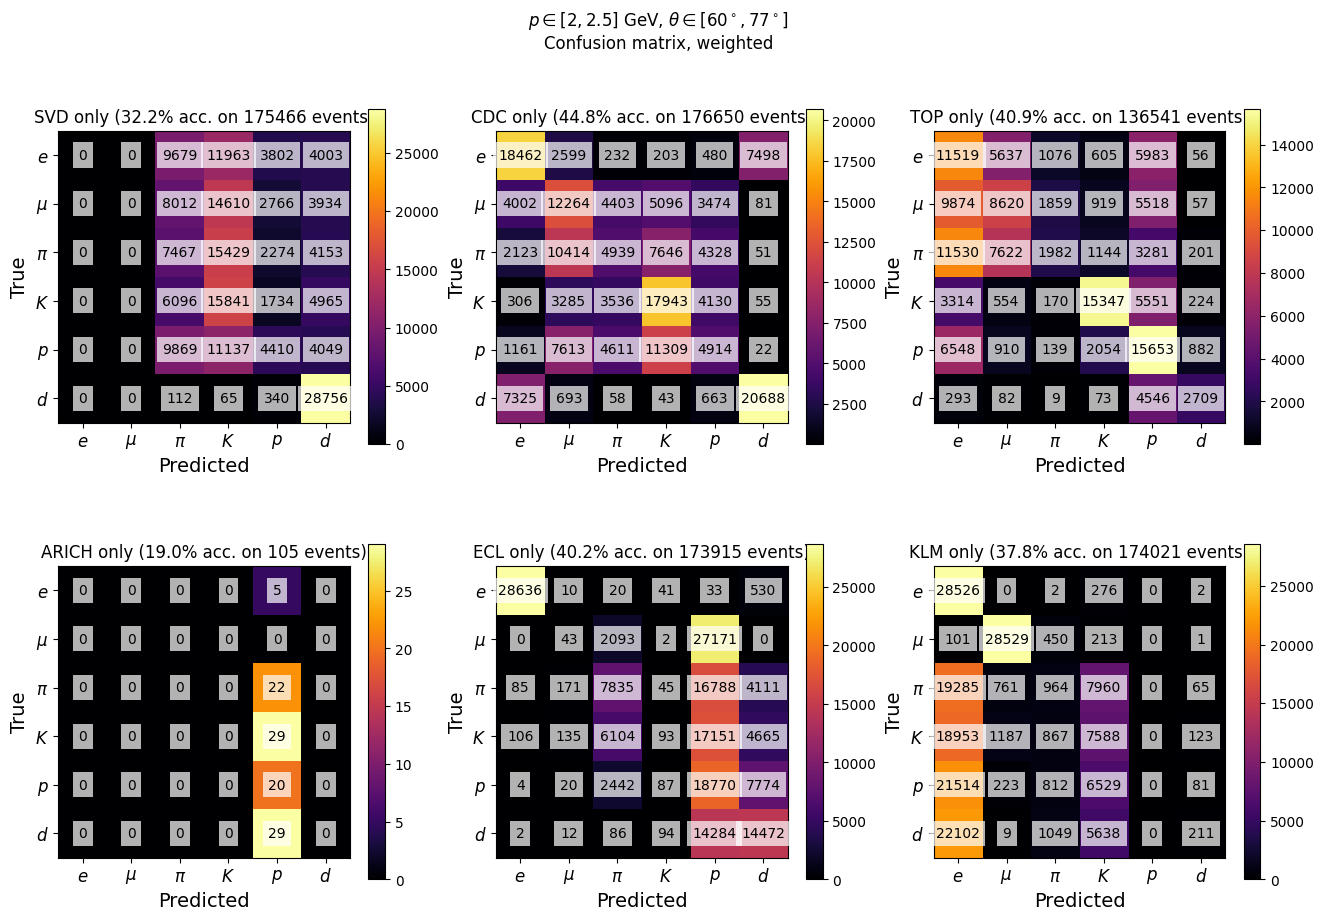 p ∈ [2, 2.5] GeV, θ ∈ [60°, 77°]
Confusion matrix, weighted
SVD only (32.2% acc. on 175466 events
True
e 0 0 9679 11963 3802 4003
μ 0 0 8012 14610 2766 3934
π 0 0 7467 15429 2274 4153
K 0 0 6096 15841 1734 4965
p 0 0 9869 11137 4410 4049
d 0 0 112 65 340 28756
e μ π K p d
Predicted
25000
20000
15000
10000
5000
0
CDC only (44.8% acc. on 176650 events
True
e 18462 2599 232 203 480 7498
μ 4002 12264 4403 5096 3474 81
π 2123 10414 4939 7646 4328 51
K 306 3285 3536 17943 4130 55
p 1161 7613 4611 11309 4914 22
d 7325 693 58 43 663 20688
e μ π K p d
Predicted
20000
17500
15000
12500
10000
7500
5000
2500
TOP only (40.9% acc. on 136541 events
True
e 11519 5637 1076 605 5983 56
μ 9874 8620 1859 919 5518 57
π 11530 7622 1982 1144 3281 201
K 3314 554 170 15347 5551 224
p 6548 910 139 2054 15653 882
d 293 82 9 73 4546 2709
e μ π K p d
Predicted
14000
12000
10000
8000
6000
4000
2000
ARICH only (19.0% acc. on 105 events)
True
e 0 0 0 0 5 0
μ 0 0 0 0 0 0
π 0 0 0 0 22 0
K 0 0 0 0 29 0
p 0 0 0 0 20 0
d 0 0 0 0 29 0
e μ π K p d
Predicted
25
20
15
10
5
0
ECL only (40.2% acc. on 173915 events)
True
e 28636 10 20 41 33 530
μ 0 43 2093 2 27171 0
π 85 171 7835 45 16788 4111
K 106 135 6104 93 17151 4665
p 4 20 2442 87 18770 7774
d 2 12 86 94 14284 14472
e μ π K p d
Predicted
25000
20000
15000
10000
5000
0
KLM only (37.8% acc. on 174021 events
True
e 28526 0 2 276 0 2
μ 101 28529 450 213 0 1
π 19285 761 964 7960 0 65
K 18953 1187 867 7588 0 123
p 21514 223 812 6529 0 81
d 22102 9 1049 5638 0 211
e μ π K p d
Predicted
25000
20000
15000
10000
5000
0